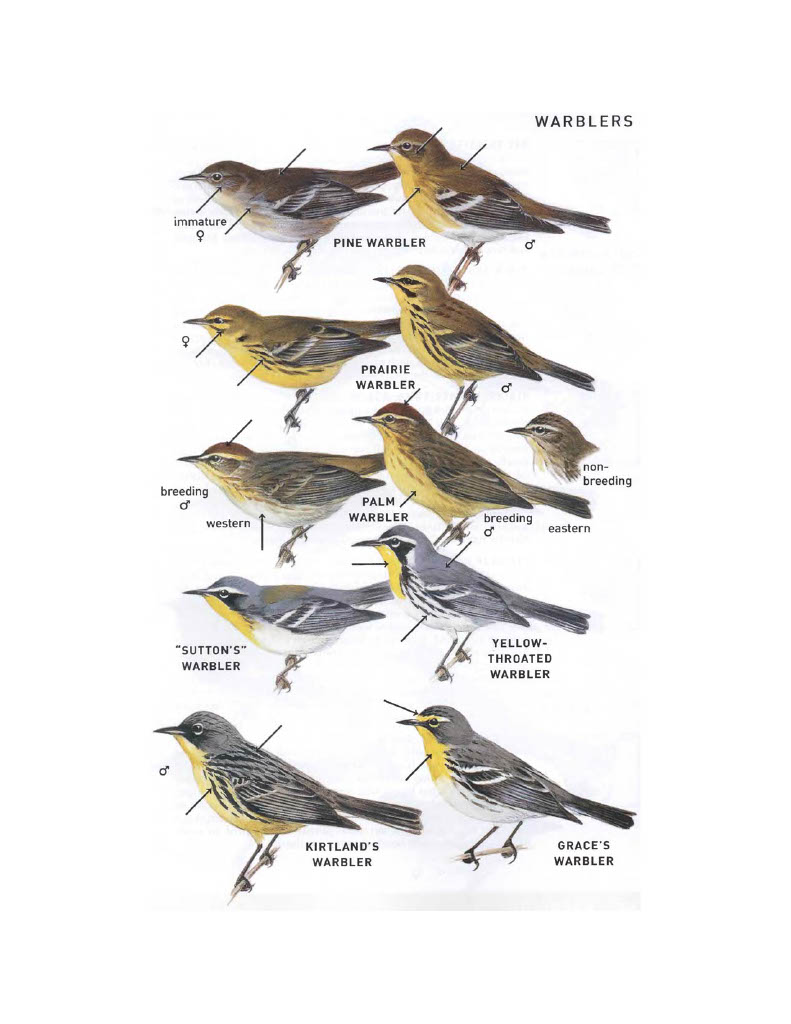 WARBLERS
immature
♀
PINE WARBLER
♂
♀
PRAIRIE
WARBLER
♂
breeding
♂
western
PALM
WARBLER
breeding
♂
eastern
non-
breeding
"SUTTON'S"
WARBLER
YELLOW-
THROATED
WARBLER
♂
KIRTLAND'S
WARBLER
GRACE'S
WARBLER